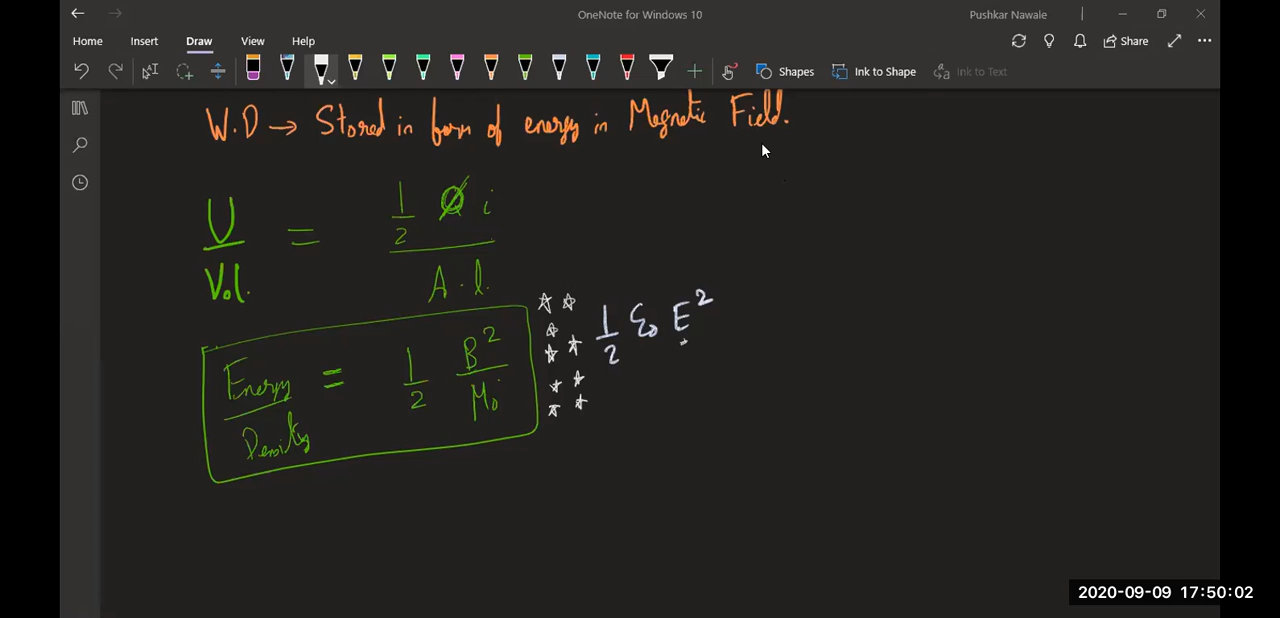 OneNote for Windows 10
Pushkar Nawale
Home Insert Draw View Help
Share
Shapes Ink to Shape Ink to Text
W.D → Stored in form of energy in Magnetic Field.
U/Vol. = 1/2 Ø i / A.l.
Energy/Density = 1/2 B²/μ₀
☆☆☆☆☆☆☆☆☆ 1/2 ε₀ E²
2020-09-09 17:50:02